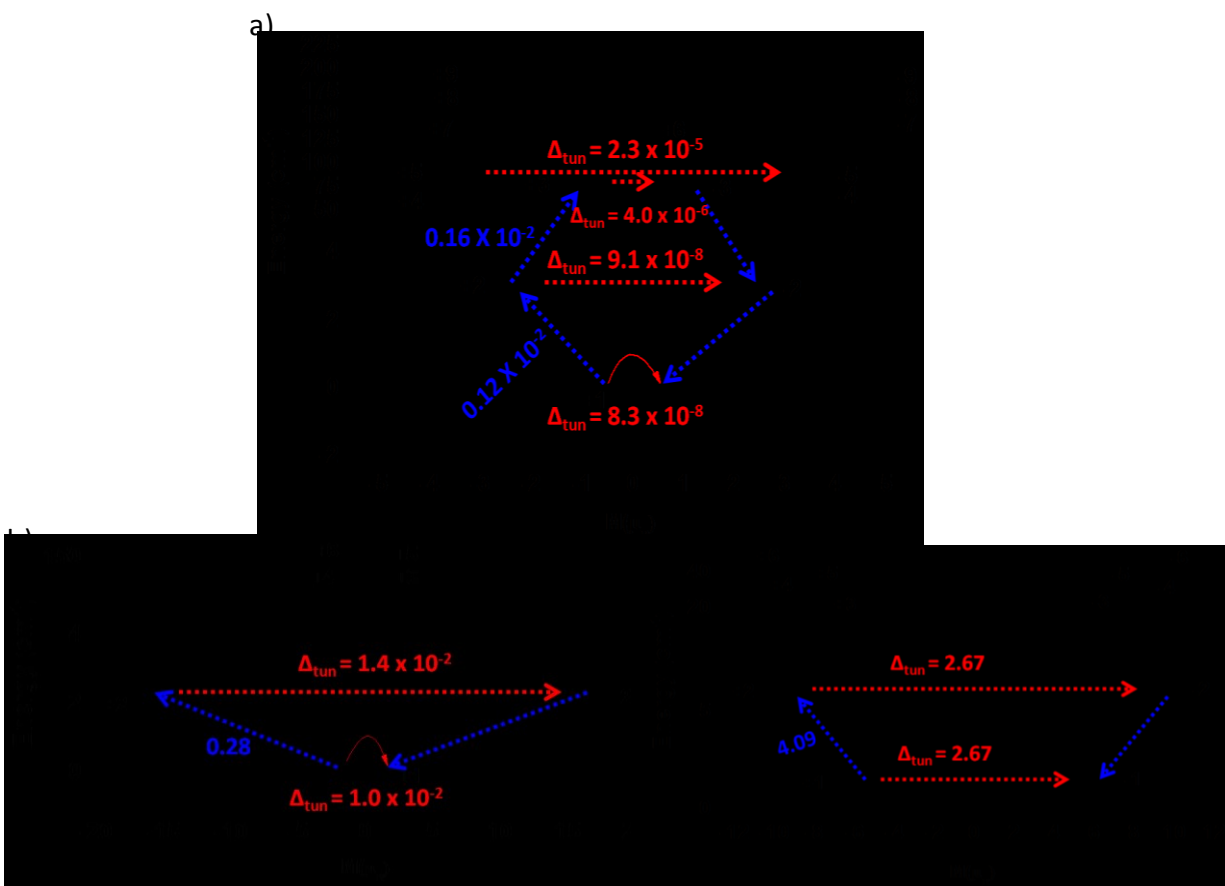 a)
Δtun = 2.3 x 10-5
Δtun = 4.0 x 10-6
0.16 X 10-2
Δtun = 9.1 x 10-8
0.12 X 10-2
Δtun = 8.3 x 10-8
Δtun = 1.4 x 10-2
0.28
Δtun = 1.0 x 10-2
Δtun = 2.67
4.09
Δtun = 2.67